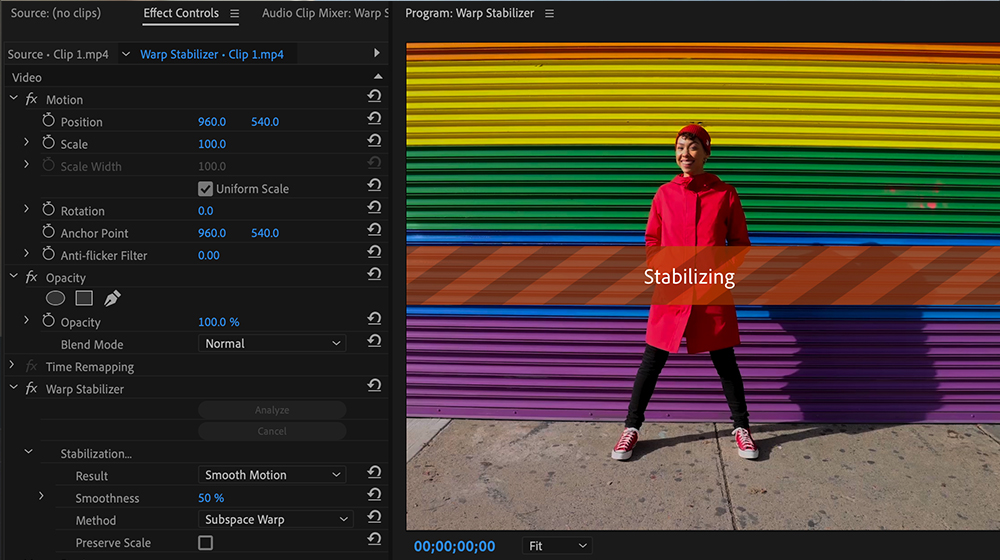 Source: (no clips)
Effect Controls
Audio Clip Mixer: Warp S
Program: Warp Stabilizer
Source • Clip 1.mp4
Warp Stabilizer • Clip 1.mp4
Video
fx Motion
Position 960.0 540.0
Scale 100.0
Scale Width 100.0
Uniform Scale
Rotation 0.0
Anchor Point 960.0 540.0
Anti-flicker Filter 0.00
fx Opacity
Opacity 100.0 %
Blend Mode Normal
fx Time Remapping
fx Warp Stabilizer
Analyze
Cancel
Stabilization...
Result Smooth Motion
Smoothness 50 %
Method Subspace Warp
Preserve Scale
Stabilizing
00;00;00;00
Fit